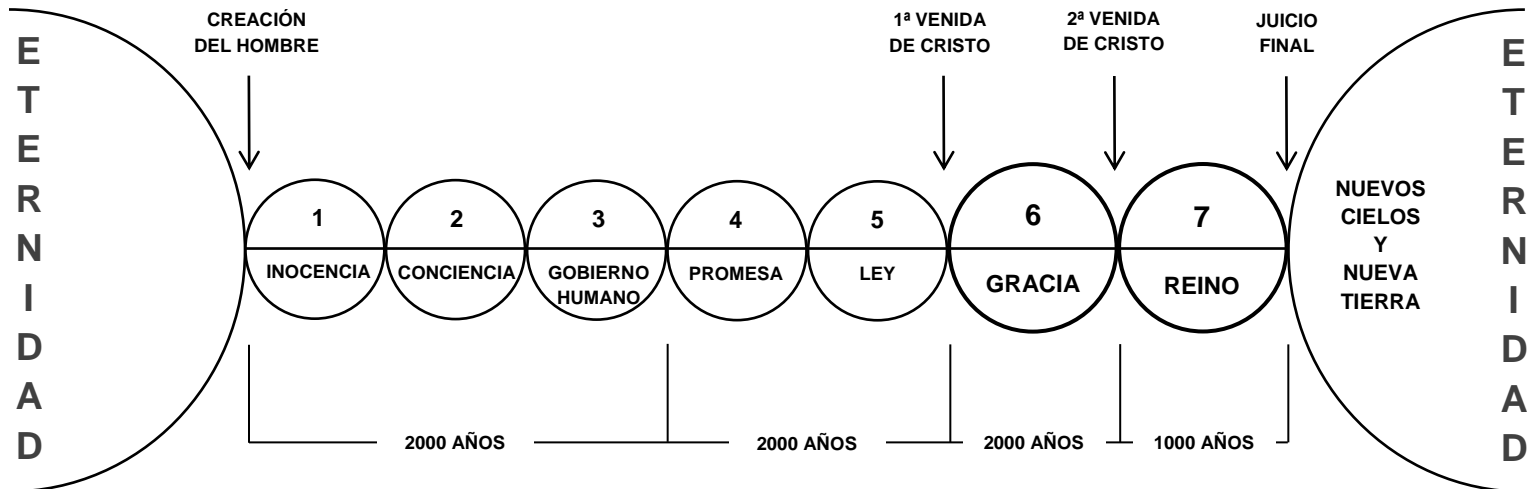 E
T
E
R
N
I
D
A
D
CREACIÓN
DEL HOMBRE
1ª VENIDA
DE CRISTO
2ª VENIDA
DE CRISTO
JUICIO
FINAL
1
INOCENCIA
2
CONCIENCIA
3
GOBIERNO
HUMANO
4
PROMESA
5
LEY
6
GRACIA
7
REINO
NUEVOS
CIELOS
Y
NUEVA
TIERRA
2000 AÑOS
2000 AÑOS
2000 AÑOS
1000 AÑOS
E
T
E
R
N
I
D
A
D